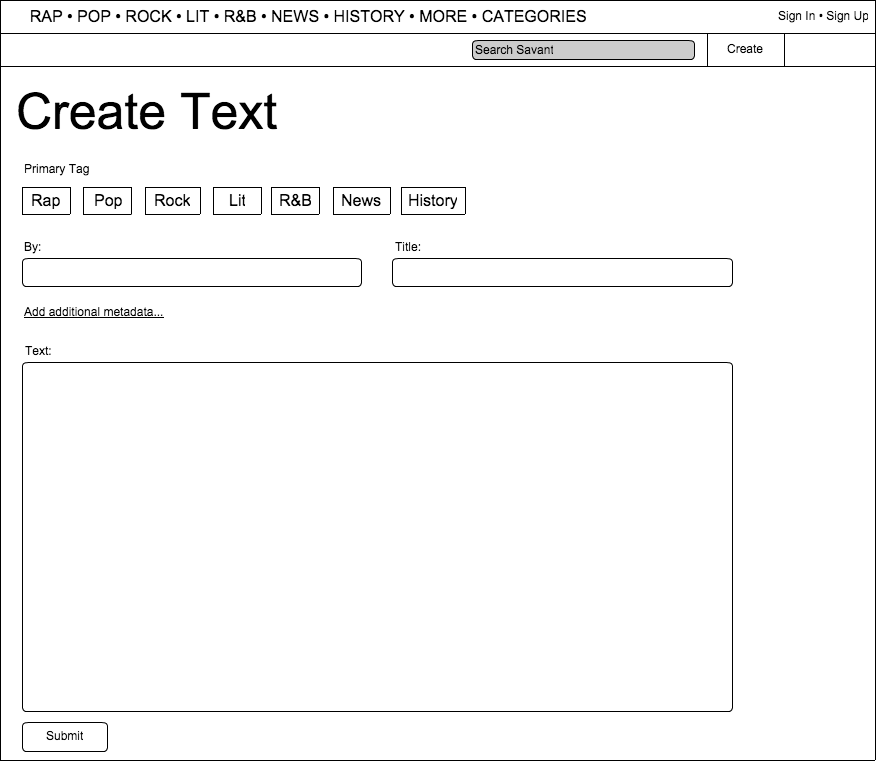 RAP • POP • ROCK • LIT • R&B • NEWS • HISTORY • MORE • CATEGORIES
Sign In • Sign Up
Search Savant
Create
Create Text
Primary Tag
Rap Pop Rock Lit R&B News History
By: Title:
Add additional metadata...
Text:
Submit